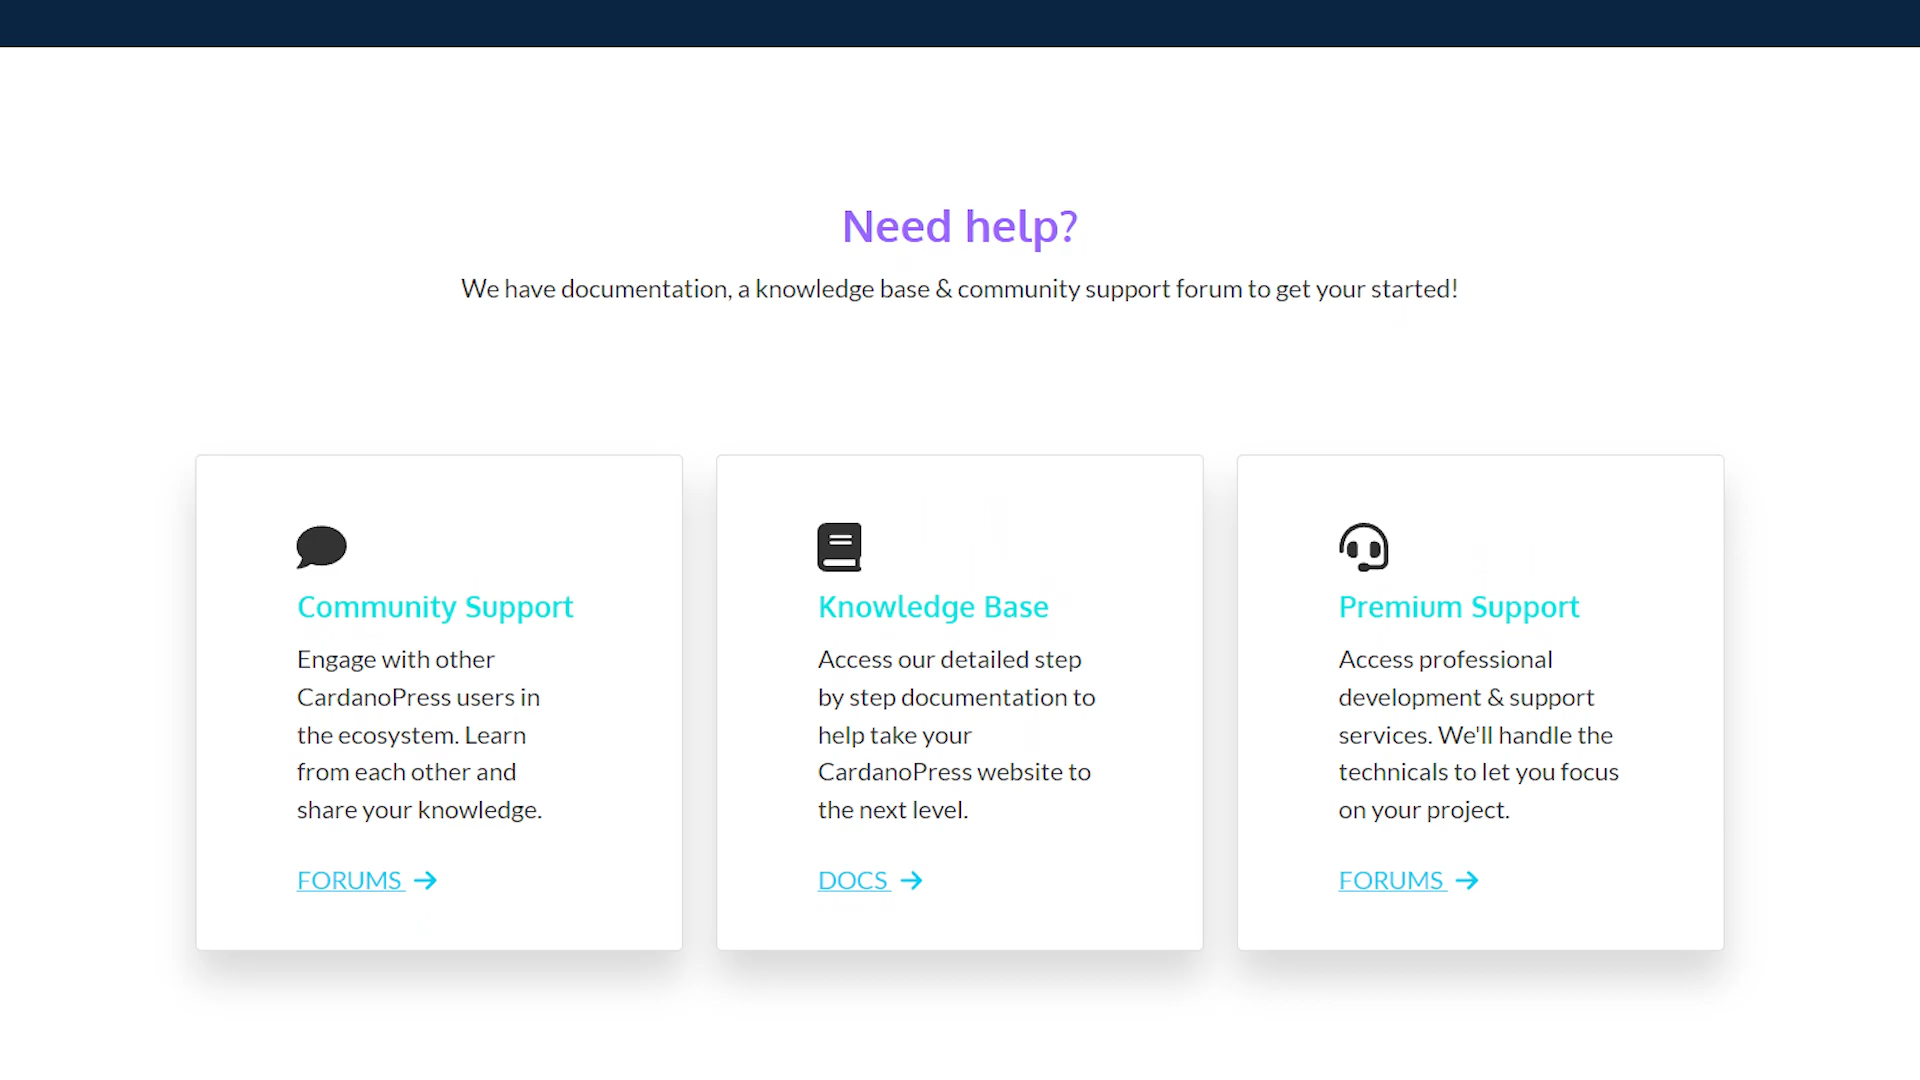 Need help?
We have documentation, a knowledge base & community support forum to get your started!
Community Support
Engage with other
CardanoPress users in
the ecosystem. Learn
from each other and
share your knowledge.
FORUMS
Knowledge Base
Access our detailed step
by step documentation to
help take your
CardanoPress website to
the next level.
DOCS
Premium Support
Access professional
development & support
services. We'll handle the
technicals to let you focus
on your project.
FORUMS